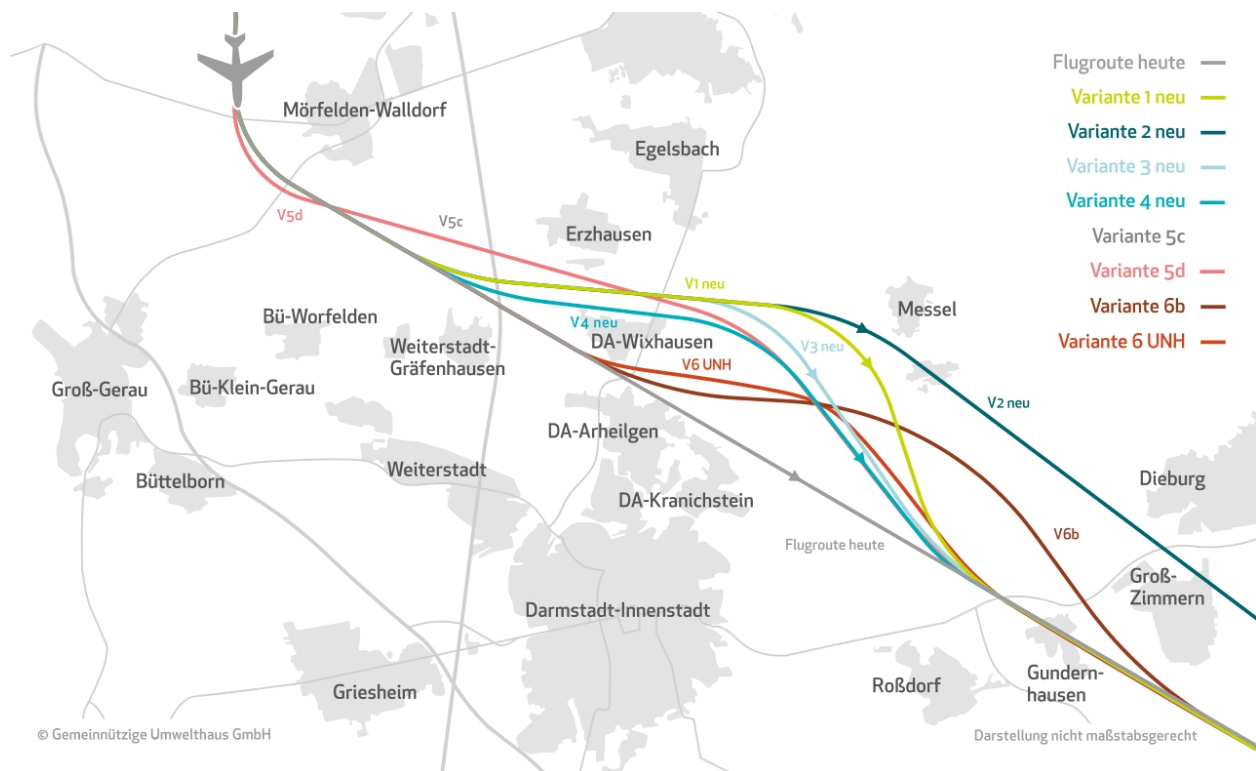 Flugroute heute
Variante 1 neu
Variante 2 neu
Variante 3 neu
Variante 4 neu
Variante 5c
Variante 5d
Variante 6b
Variante 6 UNH
Mörfelden-Walldorf
Egelsbach
V5d
V5c
Erzhausen
V1 neu
Messel
Bü-Worfelden
V4 neu
DA-Wixhausen
V3 neu
Weiterstadt-
Gräfenhausen
V6 UNH
Groß-Gerau
Bü-Klein-Gerau
V2 neu
DA-Arheilgen
Weiterstadt
Büttelborn
DA-Kranichstein
Dieburg
Flugroute heute
V6b
Groß-
Zimmern
Darmstadt-Innenstadt
Griesheim
Roßdorf
Gundern-
hausen
© Gemeinnützige Umwelthaus GmbH
Darstellung nicht maßstabsgerecht